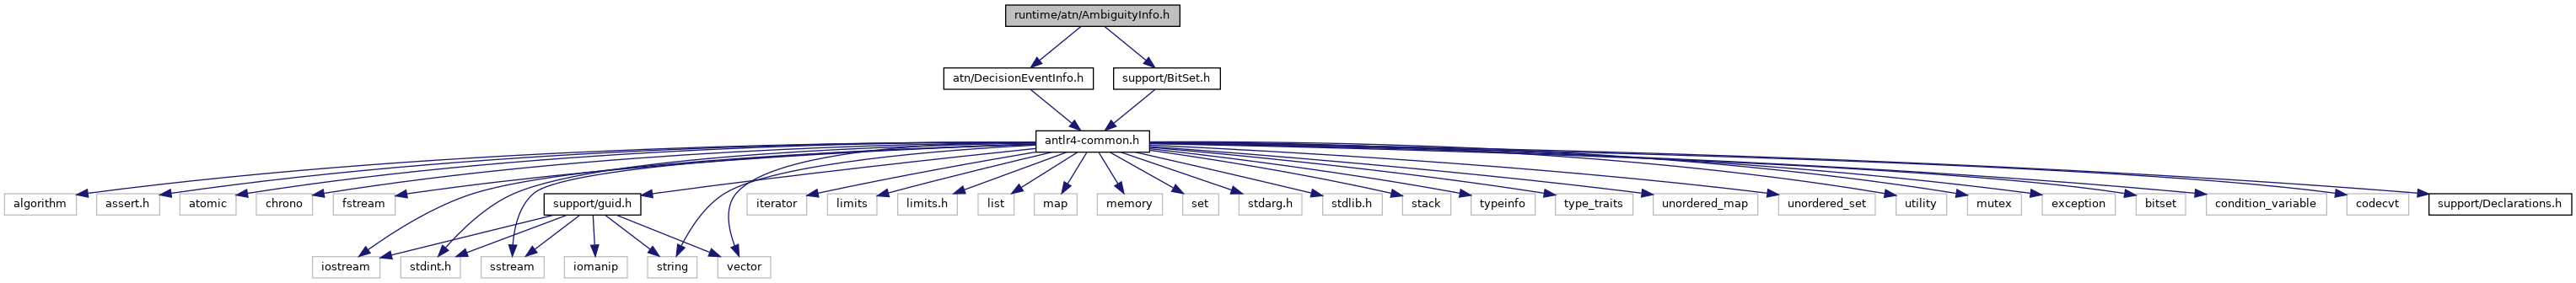 runtime/atn/AmbiguityInfo.h
atn/DecisionEventInfo.h
support/BitSet.h
antlr4-common.h
algorithm
assert.h
atomic
chrono
fstream
support/guid.h
iterator
limits
limits.h
list
map
memory
set
stdarg.h
stdlib.h
stack
typeinfo
type_traits
unordered_map
unordered_set
utility
mutex
exception
bitset
condition_variable
codecvt
support/Declarations.h
iostream
stdint.h
sstream
iomanip
string
vector